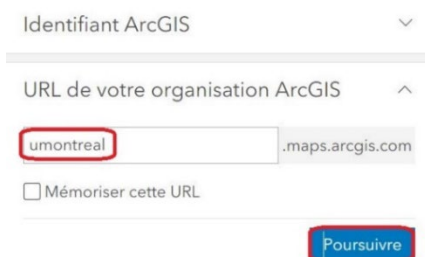 Identifiant ArcGIS
URL de votre organisation ArcGIS
umontreal .maps.arcgis.com
Mémoriser cette URL
Poursuivre